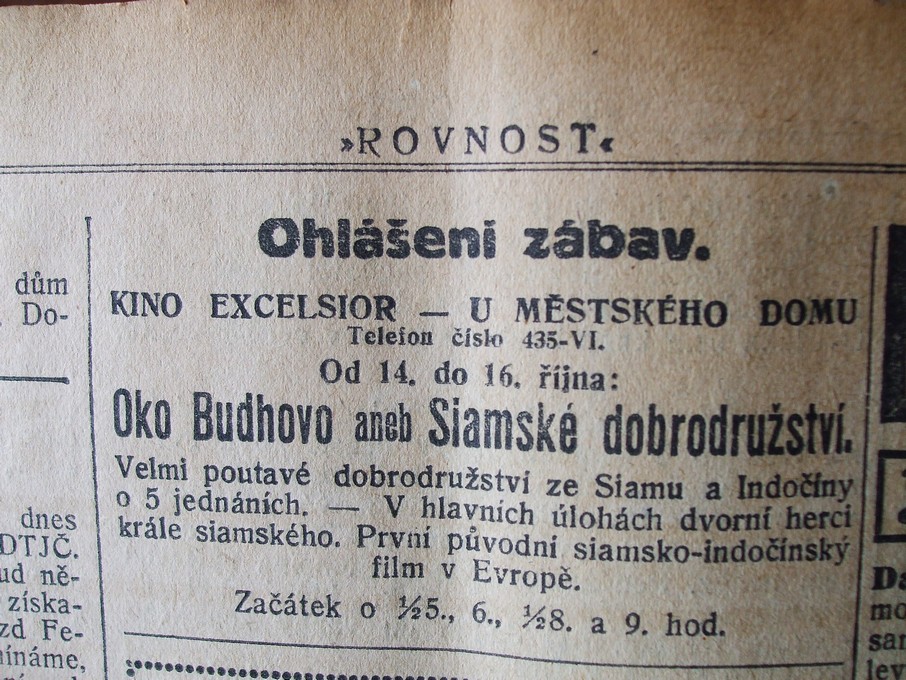 »ROVNOST«
Ohlášení zábav.
KINO EXCELSIOR — U MĚSTSKÉHO DOMU
Telefon číslo 435-VI.
Od 14. do 16. října:
Oko Budhovo aneb Siamské dobrodružství.
Velmi poutavé dobrodružství ze Siamu a Indočíny
o 5 jednáních. — V hlavních úlohách dvorní herci
krále siamského. První původní siamsko-indočínský
film v Evropě.
Začátek o ½5., 6., ½8. a 9. hod.
dům
Do-
dnes
DTJČ.
ud ně-
získa-
zd Fe-